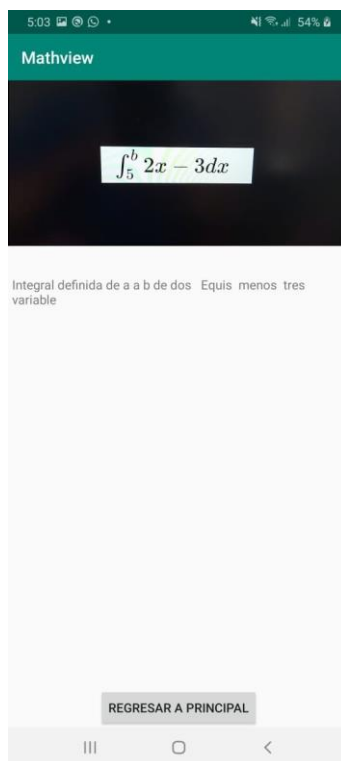 5:03 54%
Mathview
∫₅ᵇ 2x − 3dx
Integral definida de a a b de dos Equis menos tres
variable
REGRESAR A PRINCIPAL